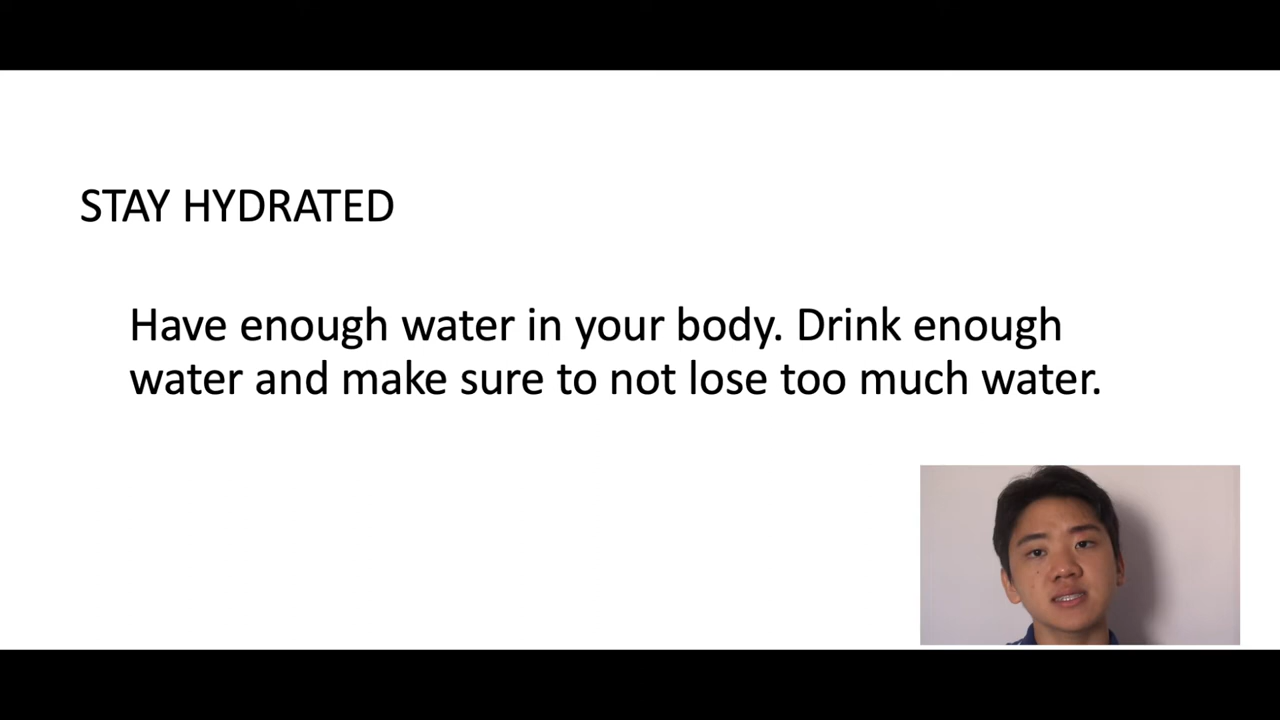 STAY HYDRATED
Have enough water in your body. Drink enough
water and make sure to not lose too much water.